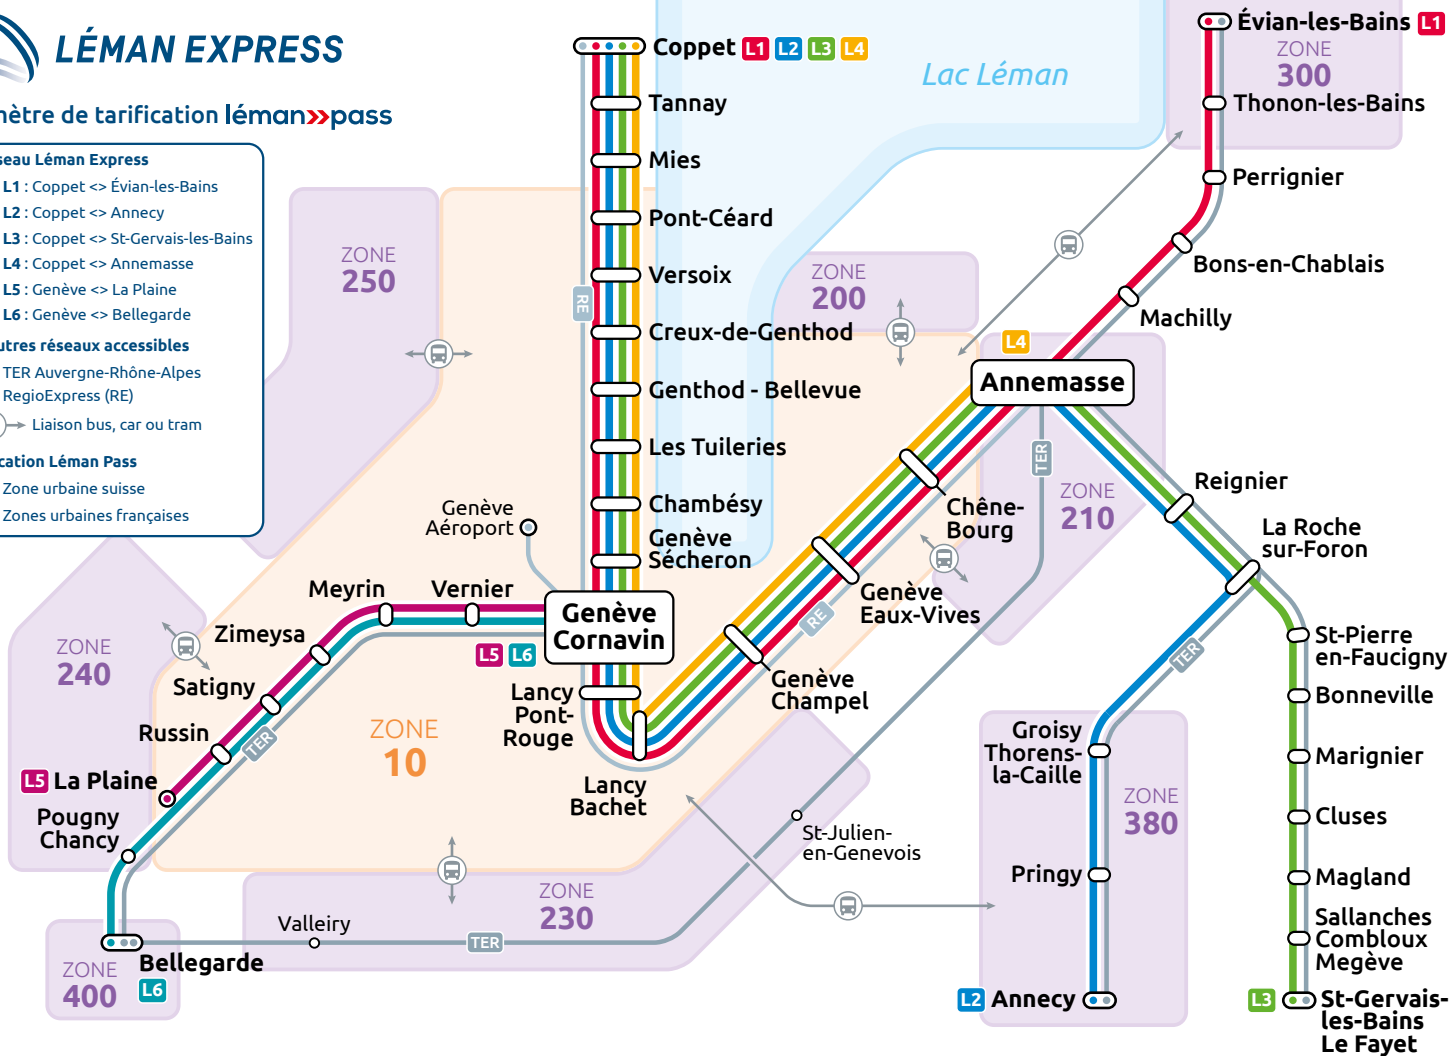 LÉMAN EXPRESS
de tarification léman»pass
Léman Express
L1 : Coppet <> Évian-les-Bains
L2 : Coppet <> Annecy
L3 : Coppet <> St-Gervais-les-Bains
L4 : Coppet <> Annemasse
L5 : Genève <> La Plaine
L6 : Genève <> Bellegarde
réseaux accessibles
TER Auvergne-Rhône-Alpes
RegioExpress (RE)
Liaison bus, car ou tram
Léman Pass
Zone urbaine suisse
Zones urbaines françaises
Coppet L1 L2 L3 L4
Tannay
Mies
Pont-Céard
Versoix
RE
Creux-de-Genthod
Genthod - Bellevue
Les Tuileries
Chambésy
Genève
Sécheron
Genève
Aéroport
Genève
Cornavin
L5 L6
Vernier
Meyrin
Zimeysa
Satigny
Russin
TER
L5 La Plaine
Pougny
Chancy
Bellegarde
L6
ZONE
400
ZONE
240
ZONE
250
ZONE
10
ZONE
200
ZONE
210
ZONE
230
Valleiry
TER
St-Julien-
en-Genevois
Lancy
Pont-
Rouge
Lancy
Bachet
Genève
Champel
RE
Genève
Eaux-Vives
Chêne-
Bourg
L4
Annemasse
TER
Lac Léman
Évian-les-Bains L1
ZONE
300
Thonon-les-Bains
Perrignier
Bons-en-Chablais
Machilly
Reignier
La Roche
sur-Foron
TER
Groisy
Thorens-
la-Caille
ZONE
380
Pringy
L2 Annecy
St-Pierre
en-Faucigny
Bonneville
Marignier
Cluses
Magland
Sallanches
Combloux
Megève
L3 St-Gervais-
les-Bains
Le Fayet